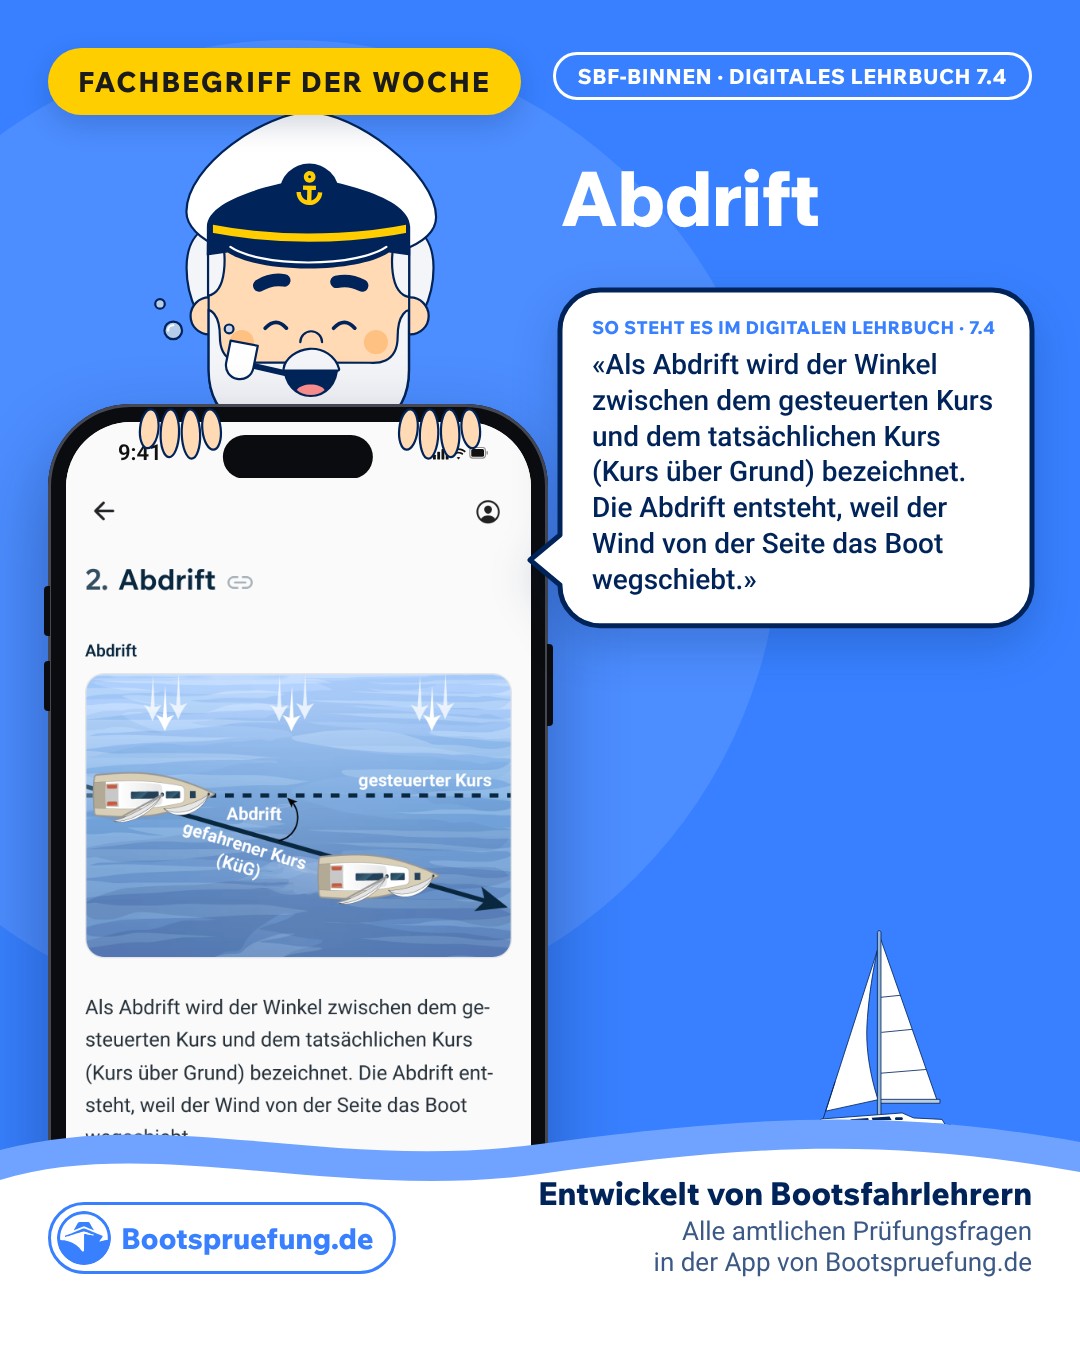 FACHBEGRIFF DER WOCHE
SBF-BINNEN · DIGITALES LEHRBUCH 7.4
Abdrift
SO STEHT ES IM DIGITALEN LEHRBUCH · 7.4
«Als Abdrift wird der Winkel
zwischen dem gesteuerten Kurs
und dem tatsächlichen Kurs
(Kurs über Grund) bezeichnet.
Die Abdrift entsteht, weil der
Wind von der Seite das Boot
wegschiebt.»
9:41
2. Abdrift
Abdrift
gesteuerter Kurs
Abdrift
gefahrener Kurs
(KüG)
Als Abdrift wird der Winkel zwischen dem ge-
steuerten Kurs und dem tatsächlichen Kurs
(Kurs über Grund) bezeichnet. Die Abdrift ent-
steht, weil der Wind von der Seite das Boot
Bootspruefung.de
Entwickelt von Bootsfahrlehrern
Alle amtlichen Prüfungsfragen
in der App von Bootspruefung.de